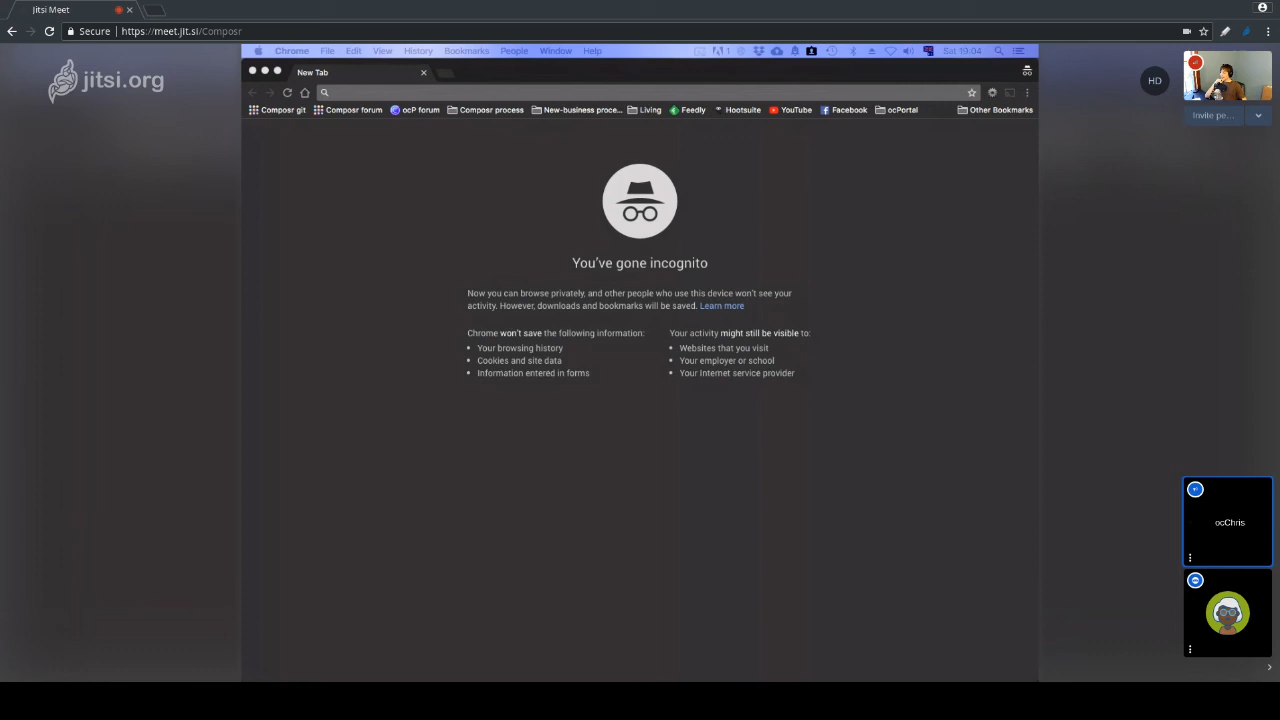 Jitsi Meet
Secure https://meet.jit.si/Composr
jitsi.org
Chrome File Edit View History Bookmarks People Window Help 1 Sat 19:04
New Tab
HD
Composr git Composr forum ocP forum Composr process New-business proce... Living Feedly Hootsuite YouTube Facebook ocPortal Other Bookmarks
Invite pe...
You've gone incognito
Now you can browse privately, and other people who use this device won't see your
activity. However, downloads and bookmarks will be saved. Learn more
Chrome won't save the following information:
Your browsing history
Cookies and site data
Information entered in forms
Your activity might still be visible to:
Websites that you visit
Your employer or school
Your Internet service provider
ocChris